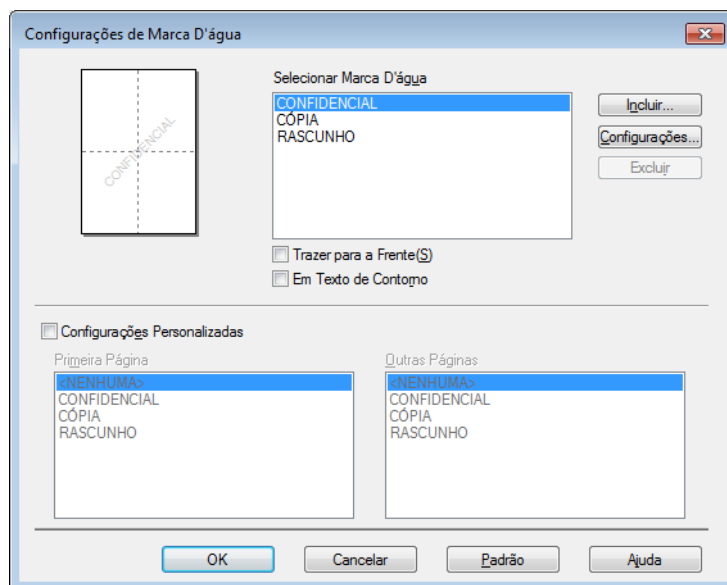 Configurações de Marca D'água
CONFIDENCIAL
Selecionar Marca D'água
CONFIDENCIAL
CÓPIA
RASCUNHO
Incluir...
Configurações...
Excluir
Trazer para a Frente(S)
Em Texto de Contorno
Configurações Personalizadas
Primeira Página
<NENHUMA>
CONFIDENCIAL
CÓPIA
RASCUNHO
Outras Páginas
<NENHUMA>
CONFIDENCIAL
CÓPIA
RASCUNHO
OK
Cancelar
Padrão
Ajuda